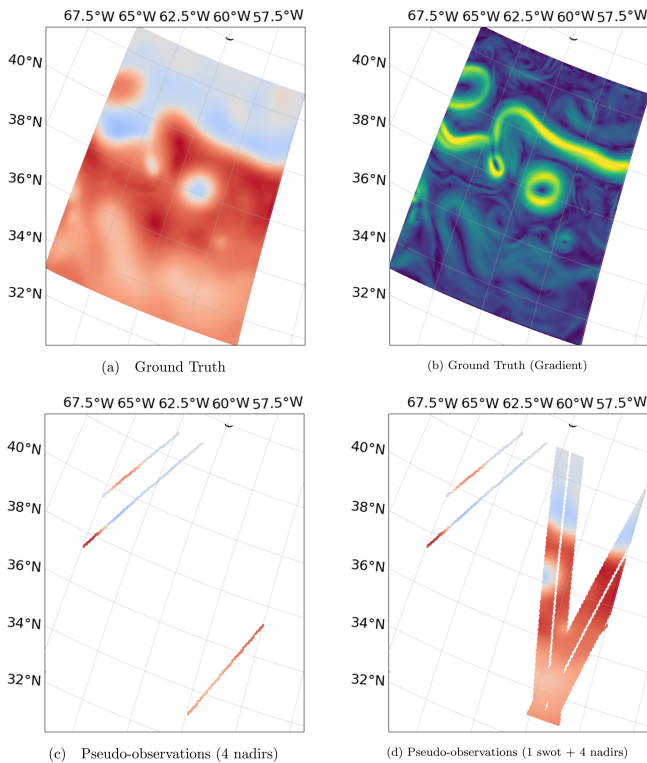 67.5°W 65°W 62.5°W 60°W 57.5°W
40°N
38°N
36°N
34°N
32°N
(a) Ground Truth
67.5°W 65°W 62.5°W 60°W 57.5°W
40°N
38°N
36°N
34°N
32°N
(b) Ground Truth (Gradient)
67.5°W 65°W 62.5°W 60°W 57.5°W
40°N
38°N
36°N
34°N
32°N
(c) Pseudo-observations (4 nadirs)
67.5°W 65°W 62.5°W 60°W 57.5°W
40°N
38°N
36°N
34°N
32°N
(d) Pseudo-observations (1 swot + 4 nadirs)